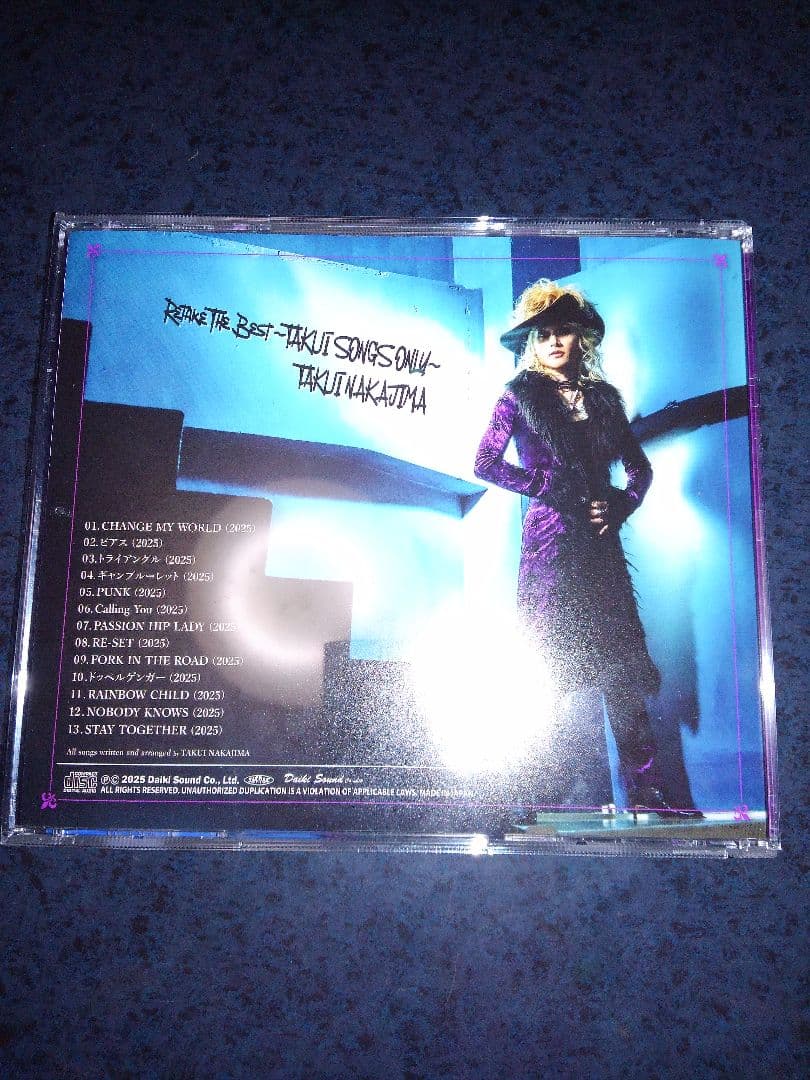 RETAKE THE BEST ~TAKUI SONGS ONLY~
TAKUI NAKAJIMA
01.CHANGE MY WORLD (2025)
02.ピアス (2025)
03.トライアングル (2025)
04.ギャンブルーレット (2025)
05.PUNK (2025)
06.Calling You (2025)
07.PASSION HIP LADY (2025
08.RE-SET (2025)
09.FORK IN THE ROAD (2025)
10.ドッペルゲンガー (2025)
11.RAINBOW CHILD (2025)
12.NOBODY KNOWS (2025)
13.STAY TOGETHER (2025)
All songs written and arranged by TAKUI NAKAJIMA
COMPACT disc DIGITAL AUDIO ℗© 2025 Daiki Sound Co., Ltd. Daiki Sound
ALL RIGHTS RESERVED. UNAUTHORIZED DUPLICATION IS A VIOLATION OF APPLICABLE LAWS. MADE IN JAPAN